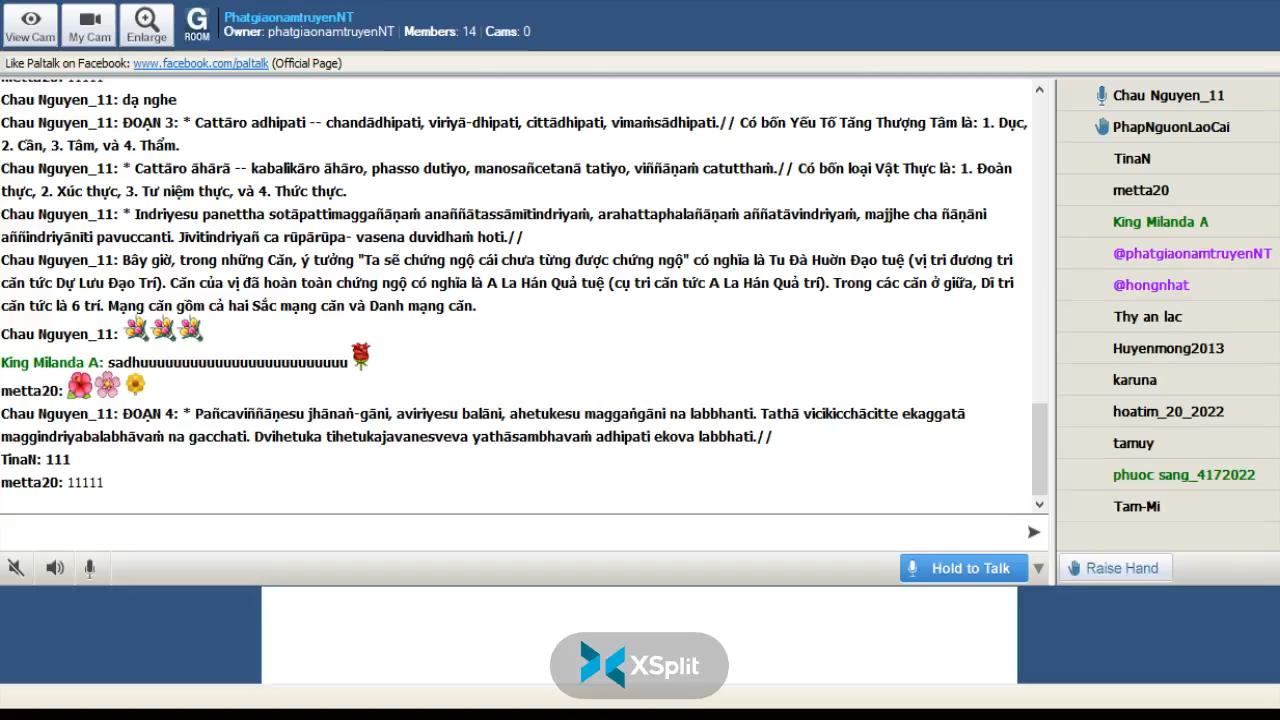 View Cam
My Cam
Enlarge
G
ROOM
PhatgiaonamtruyenNT
Owner: phatgiaonamtruyenNT Members: 14 Cams: 0
Like Paltalk on Facebook: www.facebook.com/paltalk (Official Page)
metta20: 11111
Chau Nguyen_11: dạ nghe
Chau Nguyen_11: ĐOẠN 3: * Cattāro adhipati -- chandādhipati, viriyā-dhipati, cittādhipati, vimaṁsādhipati.// Có bốn Yếu Tố Tăng Thượng Tâm là: 1. Dục,
2. Cần, 3. Tâm, và 4. Thẩm.
Chau Nguyen_11: * Cattāro āhārā -- kabalikāro āhāro, phasso dutiyo, manosañcetanā tatiyo, viññāṇaṁ catutthaṁ.// Có bốn loại Vật Thực là: 1. Đoàn
thực, 2. Xúc thực, 3. Tư niệm thực, và 4. Thức thực.
Chau Nguyen_11: * Indriyesu panettha sotāpattimaggañāṇaṁ anaññātassāmītindriyaṁ, arahattaphalañāṇaṁ aññatāvindriyaṁ, majjhe cha ñāṇāni
aññindriyānīti pavuccanti. Jīvitindriyañ ca rūpārūpa- vasena duvidhaṁ hoti.//
Chau Nguyen_11: Bây giờ, trong những Căn, ý tưởng "Ta sẽ chứng ngộ cái chưa từng được chứng ngộ" có nghĩa là Tu Đà Huờn Đạo tuệ (vị tri đương tri
căn tức Dự Lưu Đạo Trí). Căn của vị đã hoàn toàn chứng ngộ có nghĩa là A La Hán Quả tuệ (cụ tri căn tức A La Hán Quả trí). Trong các căn ở giữa, Dĩ tri
căn tức là 6 trí. Mạng căn gồm cả hai Sắc mạng căn và Danh mạng căn.
Chau Nguyen_11:
King Milanda A: sadhuuuuuuuuuuuuuuuuuuuuuuuuu
metta20:
Chau Nguyen_11: ĐOẠN 4: * Pañcaviññāṇesu jhānaṅ-gāni, aviriyesu balāni, ahetukesu maggaṅgāni na labbhanti. Tathā vicikicchācitte ekaggatā
maggindriyabalabhāvaṁ na gacchati. Dvihetuka tihetukajavanesveva yathāsambhavaṁ adhipati ekova labbhati.//
TinaN: 111
metta20: 11111
Hold to Talk
Chau Nguyen_11
PhapNguonLaoCai
TinaN
metta20
King Milanda A
@phatgiaonamtruyenNT
@hongnhat
Thy an lac
Huyenmong2013
karuna
hoatim_20_2022
tamuy
phuoc sang_4172022
Tam-Mi
Raise Hand
XSplit